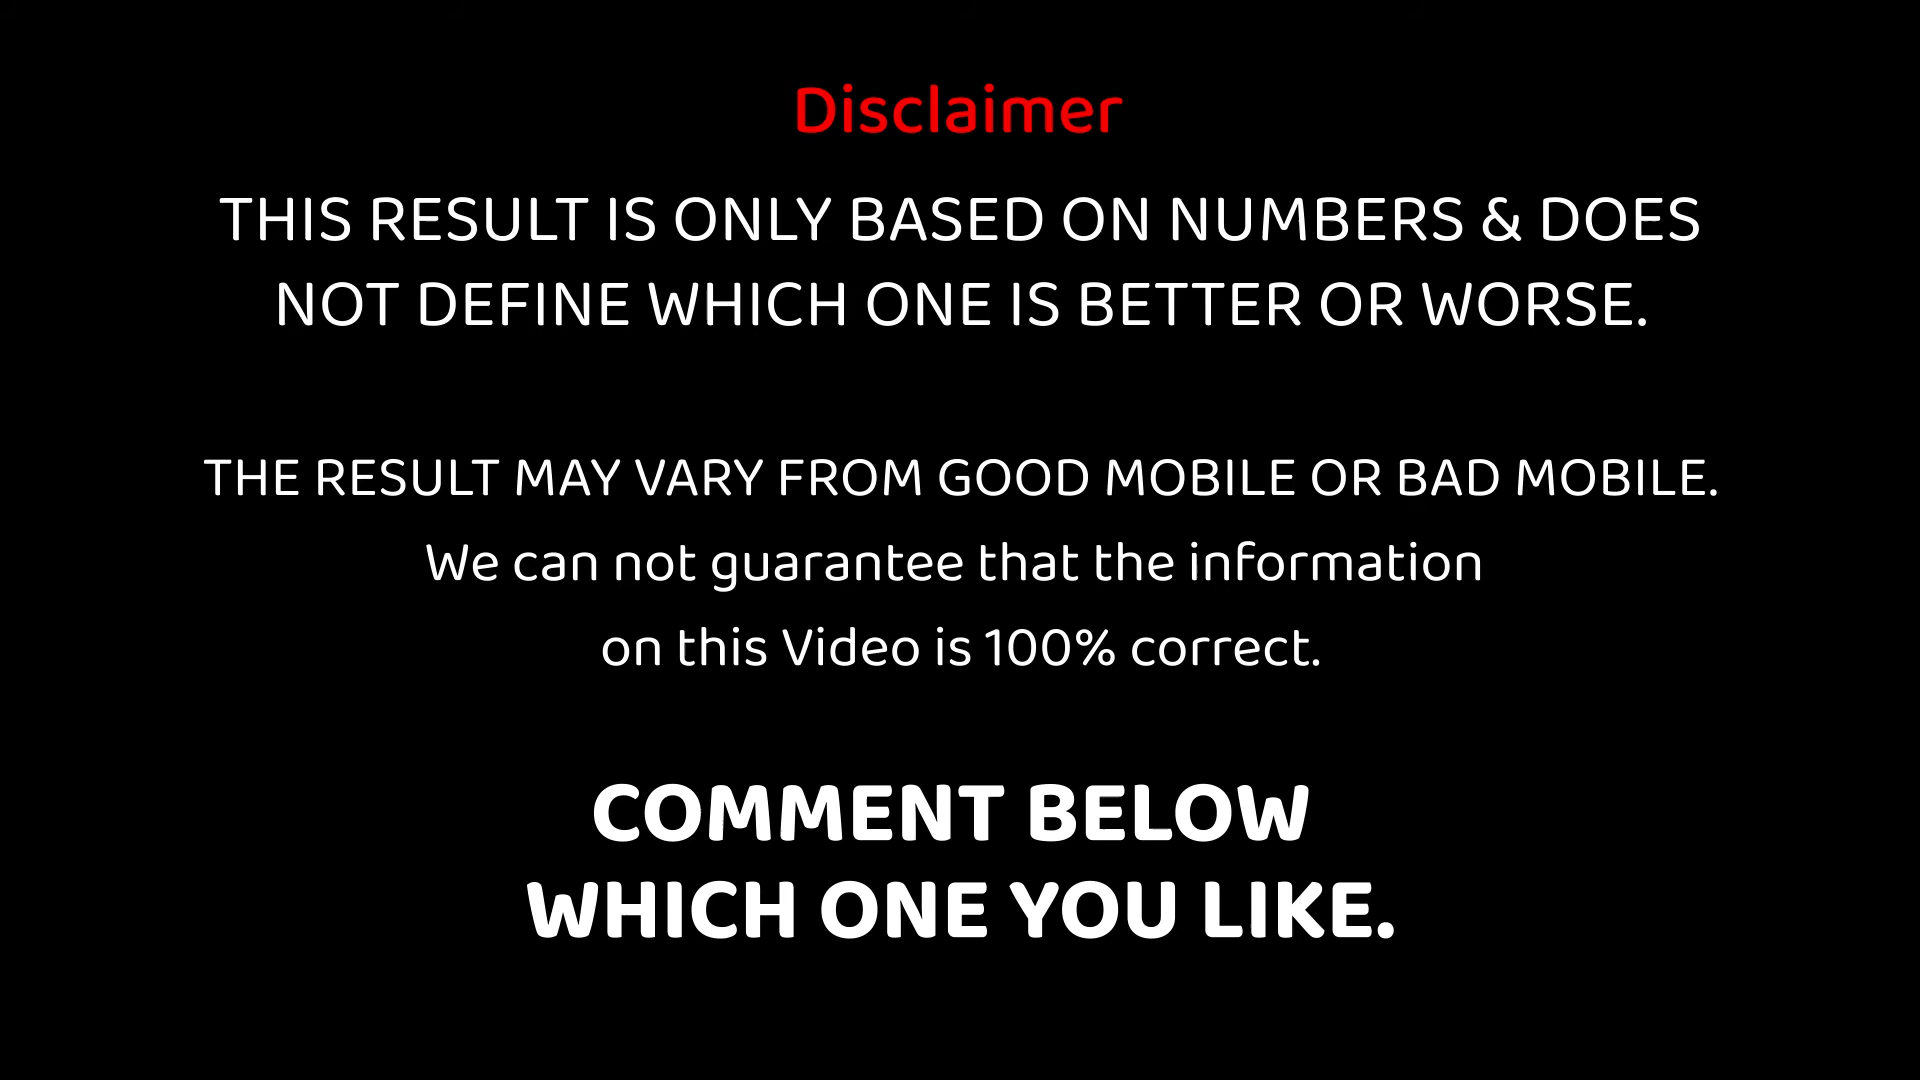 Disclaimer
THIS RESULT IS ONLY BASED ON NUMBERS & DOES
NOT DEFINE WHICH ONE IS BETTER OR WORSE.
THE RESULT MAY VARY FROM GOOD MOBILE OR BAD MOBILE.
We can not guarantee that the information
on this Video is 100% correct.
COMMENT BELOW
WHICH ONE YOU LIKE.